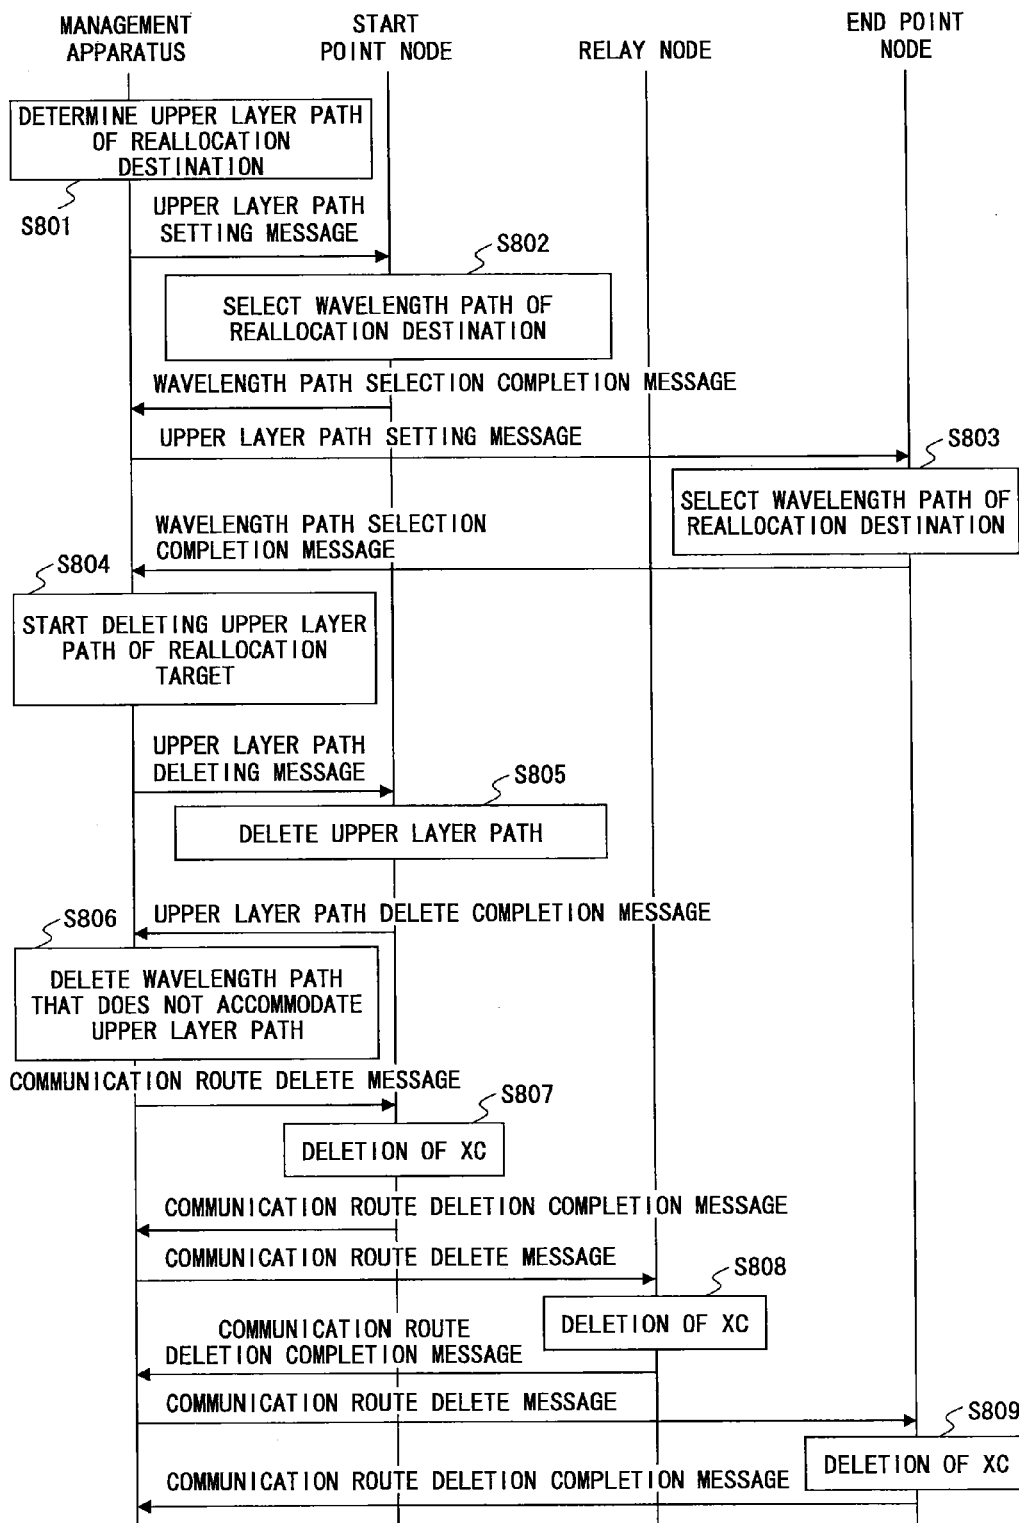 MANAGEMENT
APPARATUS
START
POINT NODE
RELAY NODE
END POINT
NODE
DETERMINE UPPER LAYER PATH
OF REALLOCATION
DESTINATION
S801
UPPER LAYER PATH
SETTING MESSAGE
S802
SELECT WAVELENGTH PATH OF
REALLOCATION DESTINATION
WAVELENGTH PATH SELECTION COMPLETION MESSAGE
UPPER LAYER PATH SETTING MESSAGE
S803
SELECT WAVELENGTH PATH OF
REALLOCATION DESTINATION
WAVELENGTH PATH SELECTION
COMPLETION MESSAGE
S804
START DELETING UPPER LAYER
PATH OF REALLOCATION
TARGET
UPPER LAYER PATH
DELETING MESSAGE
S805
DELETE UPPER LAYER PATH
UPPER LAYER PATH DELETE COMPLETION MESSAGE
S806
DELETE WAVELENGTH PATH
THAT DOES NOT ACCOMMODATE
UPPER LAYER PATH
COMMUNICATION ROUTE DELETE MESSAGE
S807
DELETION OF XC
COMMUNICATION ROUTE DELETION COMPLETION MESSAGE
COMMUNICATION ROUTE DELETE MESSAGE
S808
DELETION OF XC
COMMUNICATION ROUTE
DELETION COMPLETION MESSAGE
COMMUNICATION ROUTE DELETE MESSAGE
S809
DELETION OF XC
COMMUNICATION ROUTE DELETION COMPLETION MESSAGE